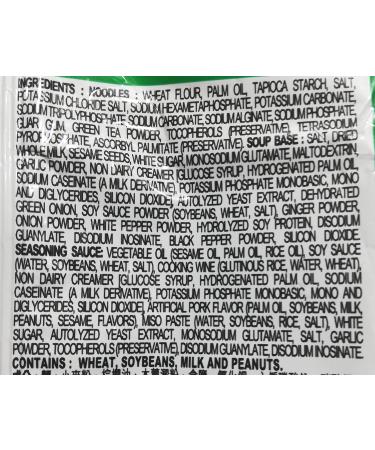 INGREDIENTS : NOODLES : WHEAT FLOUR, PALM OIL, TAPIOCA STARCH, SALT,
POTASSIUM CHLORIDE SALT, SODIUM HEXAMETAPHOSPHATE, POTASSIUM CARBONATE,
SODIUM TRIPOLYPHOSPHATE, SODIUM CARBONATE, SODIUM ALGINATE, SODIUM PHOSPHATE,
GUAR GUM, GREEN TEA POWDER, TOCOPHEROLS (PRESERVATIVE), TETRASODIUM
PYROPHOSPHATE, ASCORBYL PALMITATE (PRESERVATIVE). SOUP BASE : SALT, DRIED
WHOLE MILK, SESAME SEEDS, WHITE SUGAR, MONOSODIUM GLUTAMATE, MALTODEXTRIN,
GARLIC POWDER, NON DAIRY CREAMER (GLUCOSE SYRUP, HYDROGENATED PALM OIL,
SODIUM CASEINATE (A MILK DERIVATIVE), POTASSIUM PHOSPHATE MONOBASIC, MONO
AND DIGLYCERIDES, SILICON DIOXIDE, AUTOLYZED YEAST EXTRACT, DEHYDRATED
GREEN ONION, SOY SAUCE POWDER (SOYBEANS, WHEAT, SALT), GINGER POWDER,
ONION POWDER, WHITE PEPPER POWDER, HYDROLYZED SOY PROTEIN, DISODIUM
GUANYLATE, DISODIUM INOSINATE, BLACK PEPPER POWDER, SILICON DIOXIDE
SEASONING SAUCE: VEGETABLE OIL (SESAME OIL, PALM OIL, RICE OIL), SOY SAUCE
(WATER, SOYBEANS, WHEAT, SALT), COOKING WINE (GLUTINOUS RICE, WATER, WHEAT),
NON DAIRY CREAMER [GLUCOSE SYRUP, HYDROGENATED PALM OIL, SODIUM
CASEINATE (A MILK DERIVATIVE), POTASSIUM PHOSPHATE MONOBASIC, MONO AND
DIGLYCERIDES, SILICON DIOXIDE, ARTIFICIAL PORK FLAVOR (PALM OIL, SOYBEANS, MILK,
PEANUTS, SESAME, FLAVORS), MISO PASTE (WATER, SOYBEANS, RICE, SALT), WHITE
SUGAR, AUTOLYZED YEAST EXTRACT, MONOSODIUM GLUTAMATE, SALT, GARLIC
POWDER, TOCOPHEROLS (PRESERVATIVE), DISODIUM GUANYLATE, DISODIUM INOSINATE.
CONTAINS : WHEAT, SOYBEANS, MILK AND PEANUTS.